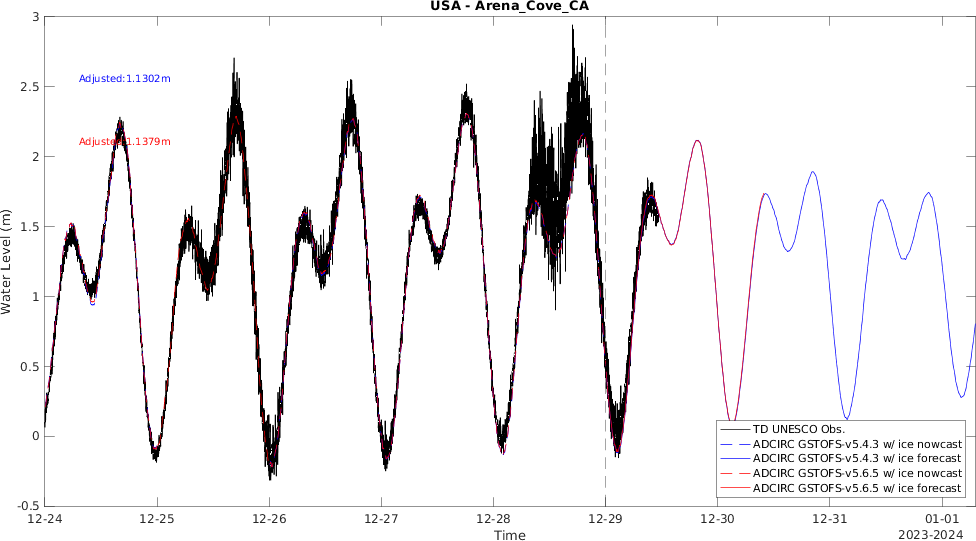 USA - Arena_Cove_CA
3
2.5
2
1.5
1
0.5
0
-0.5
Water Level (m)
Adjusted:1.1302m
Adjusted:1.1379m
TD UNESCO Obs.
ADCIRC GSTOFS-v5.4.3 w/ ice nowcast
ADCIRC GSTOFS-v5.4.3 w/ ice forecast
ADCIRC GSTOFS-v5.6.5 w/ ice nowcast
ADCIRC GSTOFS-v5.6.5 w/ ice forecast
12-24 12-25 12-26 12-27 12-28 12-29 12-30 12-31 01-01
Time
2023-2024